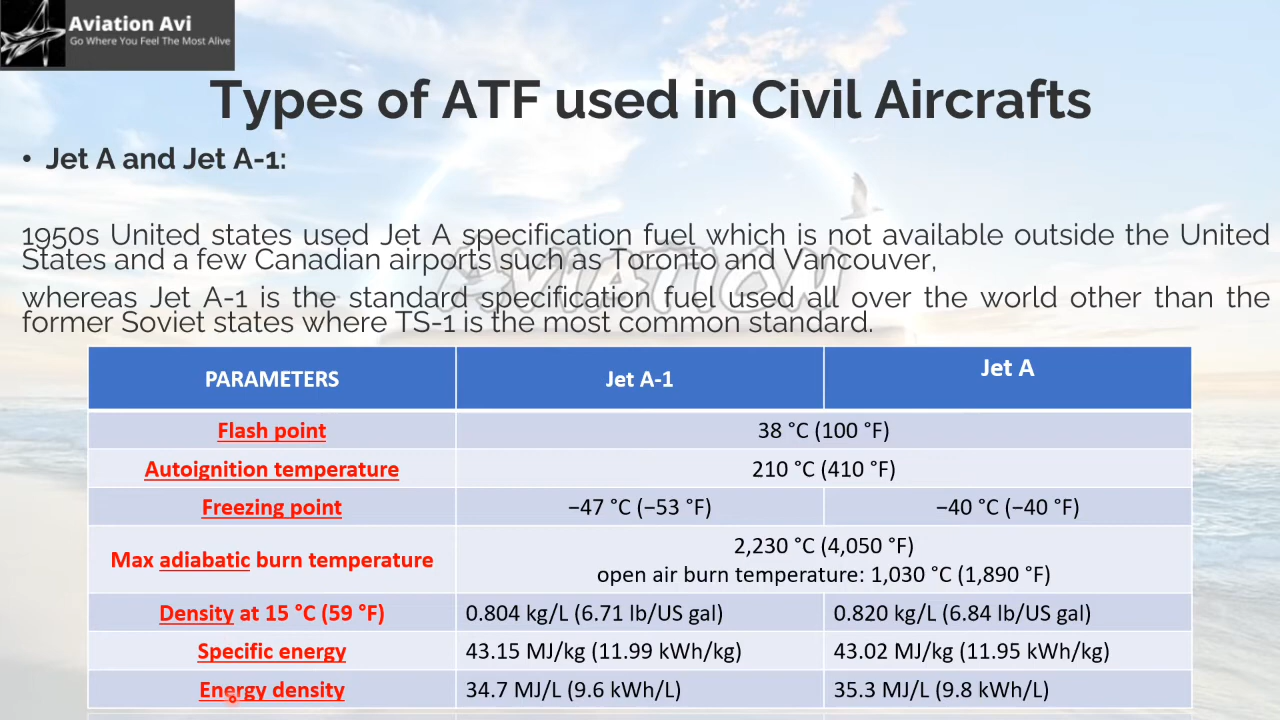 Aviation Avi
Go Where You Feel The Most Alive
Types of ATF used in Civil Aircrafts
• Jet A and Jet A-1:
1950s United states used Jet A specification fuel which is not available outside the United
States and a few Canadian airports such as Toronto and Vancouver,
whereas Jet A-1 is the standard specification fuel used all over the world other than the
former Soviet states where TS-1 is the most common standard.
AVIATION
PARAMETERS Jet A-1 Jet A
Flash point 38 °C (100 °F)
Autoignition temperature 210 °C (410 °F)
Freezing point −47 °C (−53 °F) −40 °C (−40 °F)
Max adiabatic burn temperature 2,230 °C (4,050 °F)
open air burn temperature: 1,030 °C (1,890 °F)
Density at 15 °C (59 °F) 0.804 kg/L (6.71 lb/US gal) 0.820 kg/L (6.84 lb/US gal)
Specific energy 43.15 MJ/kg (11.99 kWh/kg) 43.02 MJ/kg (11.95 kWh/kg)
Energy density 34.7 MJ/L (9.6 kWh/L) 35.3 MJ/L (9.8 kWh/L)